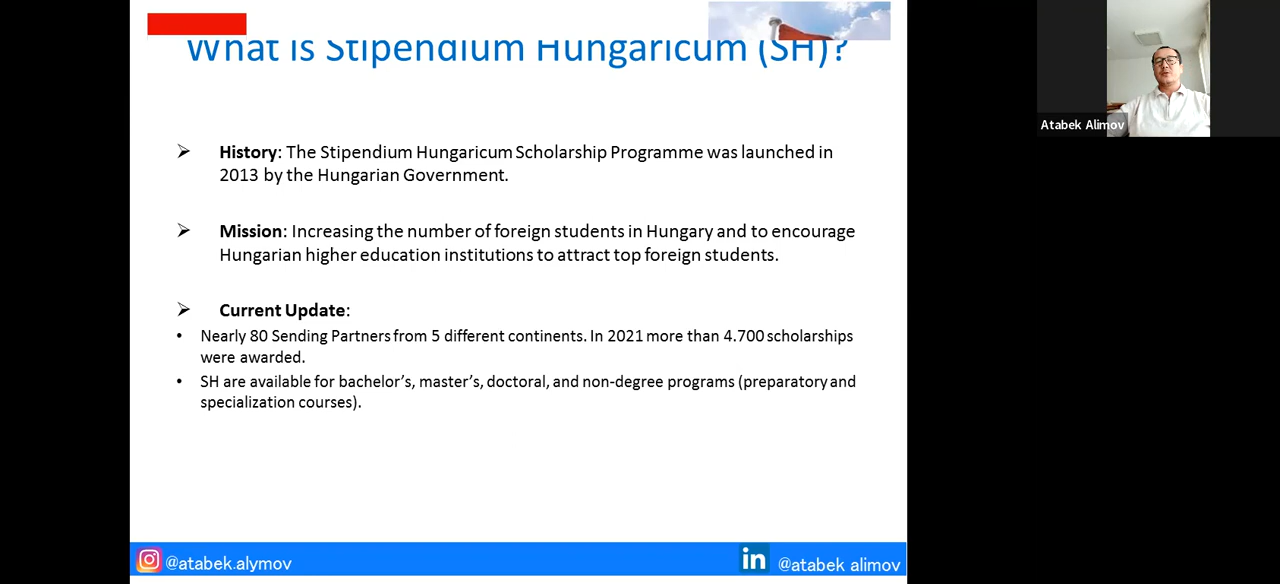 What is Stipendium Hungaricum (SH)?
Atabek Alimov
History: The Stipendium Hungaricum Scholarship Programme was launched in
2013 by the Hungarian Government.
Mission: Increasing the number of foreign students in Hungary and to encourage
Hungarian higher education institutions to attract top foreign students.
Current Update:
Nearly 80 Sending Partners from 5 different continents. In 2021 more than 4.700 scholarships
were awarded.
SH are available for bachelor’s, master’s, doctoral, and non-degree programs (preparatory and
specialization courses).
@atabek.alymov
in @atabek alimov